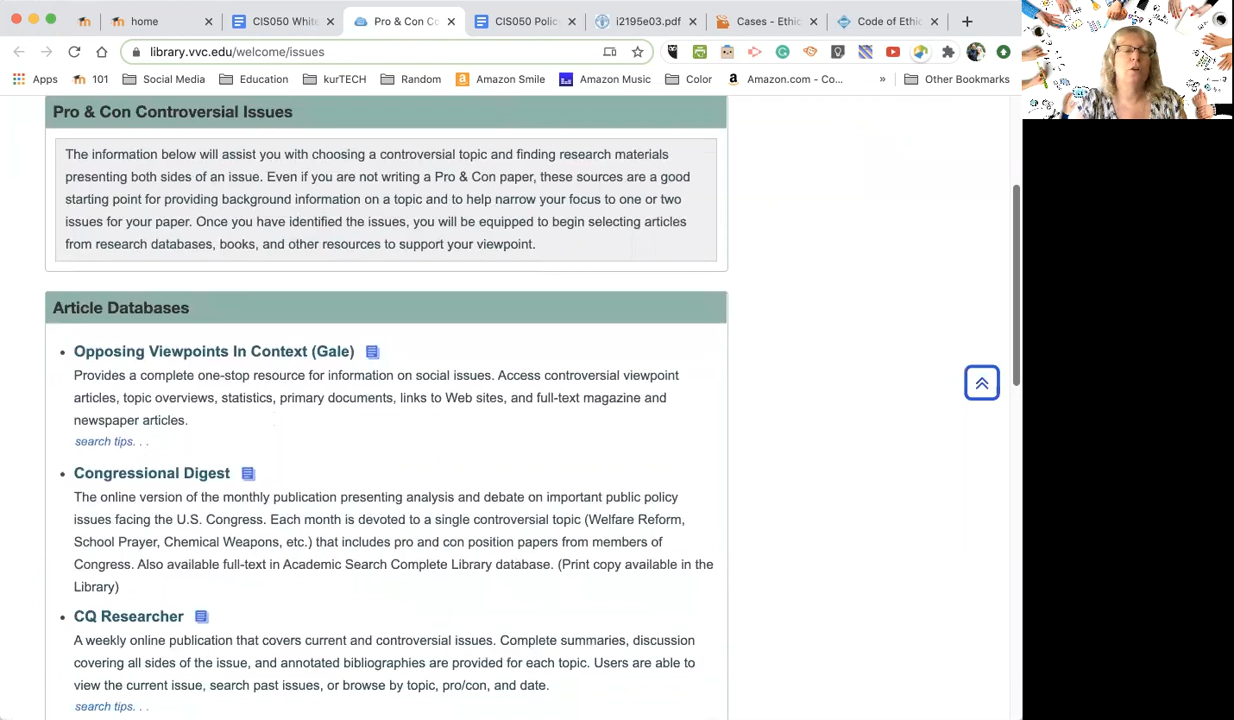 home
CIS050 White
Pro & Con Co
CIS050 Polic
i2195e03.pdf
Cases - Ethic
Code of Ethic
library.vvc.edu/welcome/issues
Apps
101
Social Media
Education
kurTECH
Random
Amazon Smile
Amazon Music
Color
Amazon.com - Co...
»
Other Bookmarks
Pro & Con Controversial Issues
The information below will assist you with choosing a controversial topic and finding research materials
presenting both sides of an issue. Even if you are not writing a Pro & Con paper, these sources are a good
starting point for providing background information on a topic and to help narrow your focus to one or two
issues for your paper. Once you have identified the issues, you will be equipped to begin selecting articles
from research databases, books, and other resources to support your viewpoint.
Article Databases
Opposing Viewpoints In Context (Gale)
Provides a complete one-stop resource for information on social issues. Access controversial viewpoint
articles, topic overviews, statistics, primary documents, links to Web sites, and full-text magazine and
newspaper articles.
search tips. . .
Congressional Digest
The online version of the monthly publication presenting analysis and debate on important public policy
issues facing the U.S. Congress. Each month is devoted to a single controversial topic (Welfare Reform,
School Prayer, Chemical Weapons, etc.) that includes pro and con position papers from members of
Congress. Also available full-text in Academic Search Complete Library database. (Print copy available in the
Library)
CQ Researcher
A weekly online publication that covers current and controversial issues. Complete summaries, discussion
covering all sides of the issue, and annotated bibliographies are provided for each topic. Users are able to
view the current issue, search past issues, or browse by topic, pro/con, and date.
search tips. . .